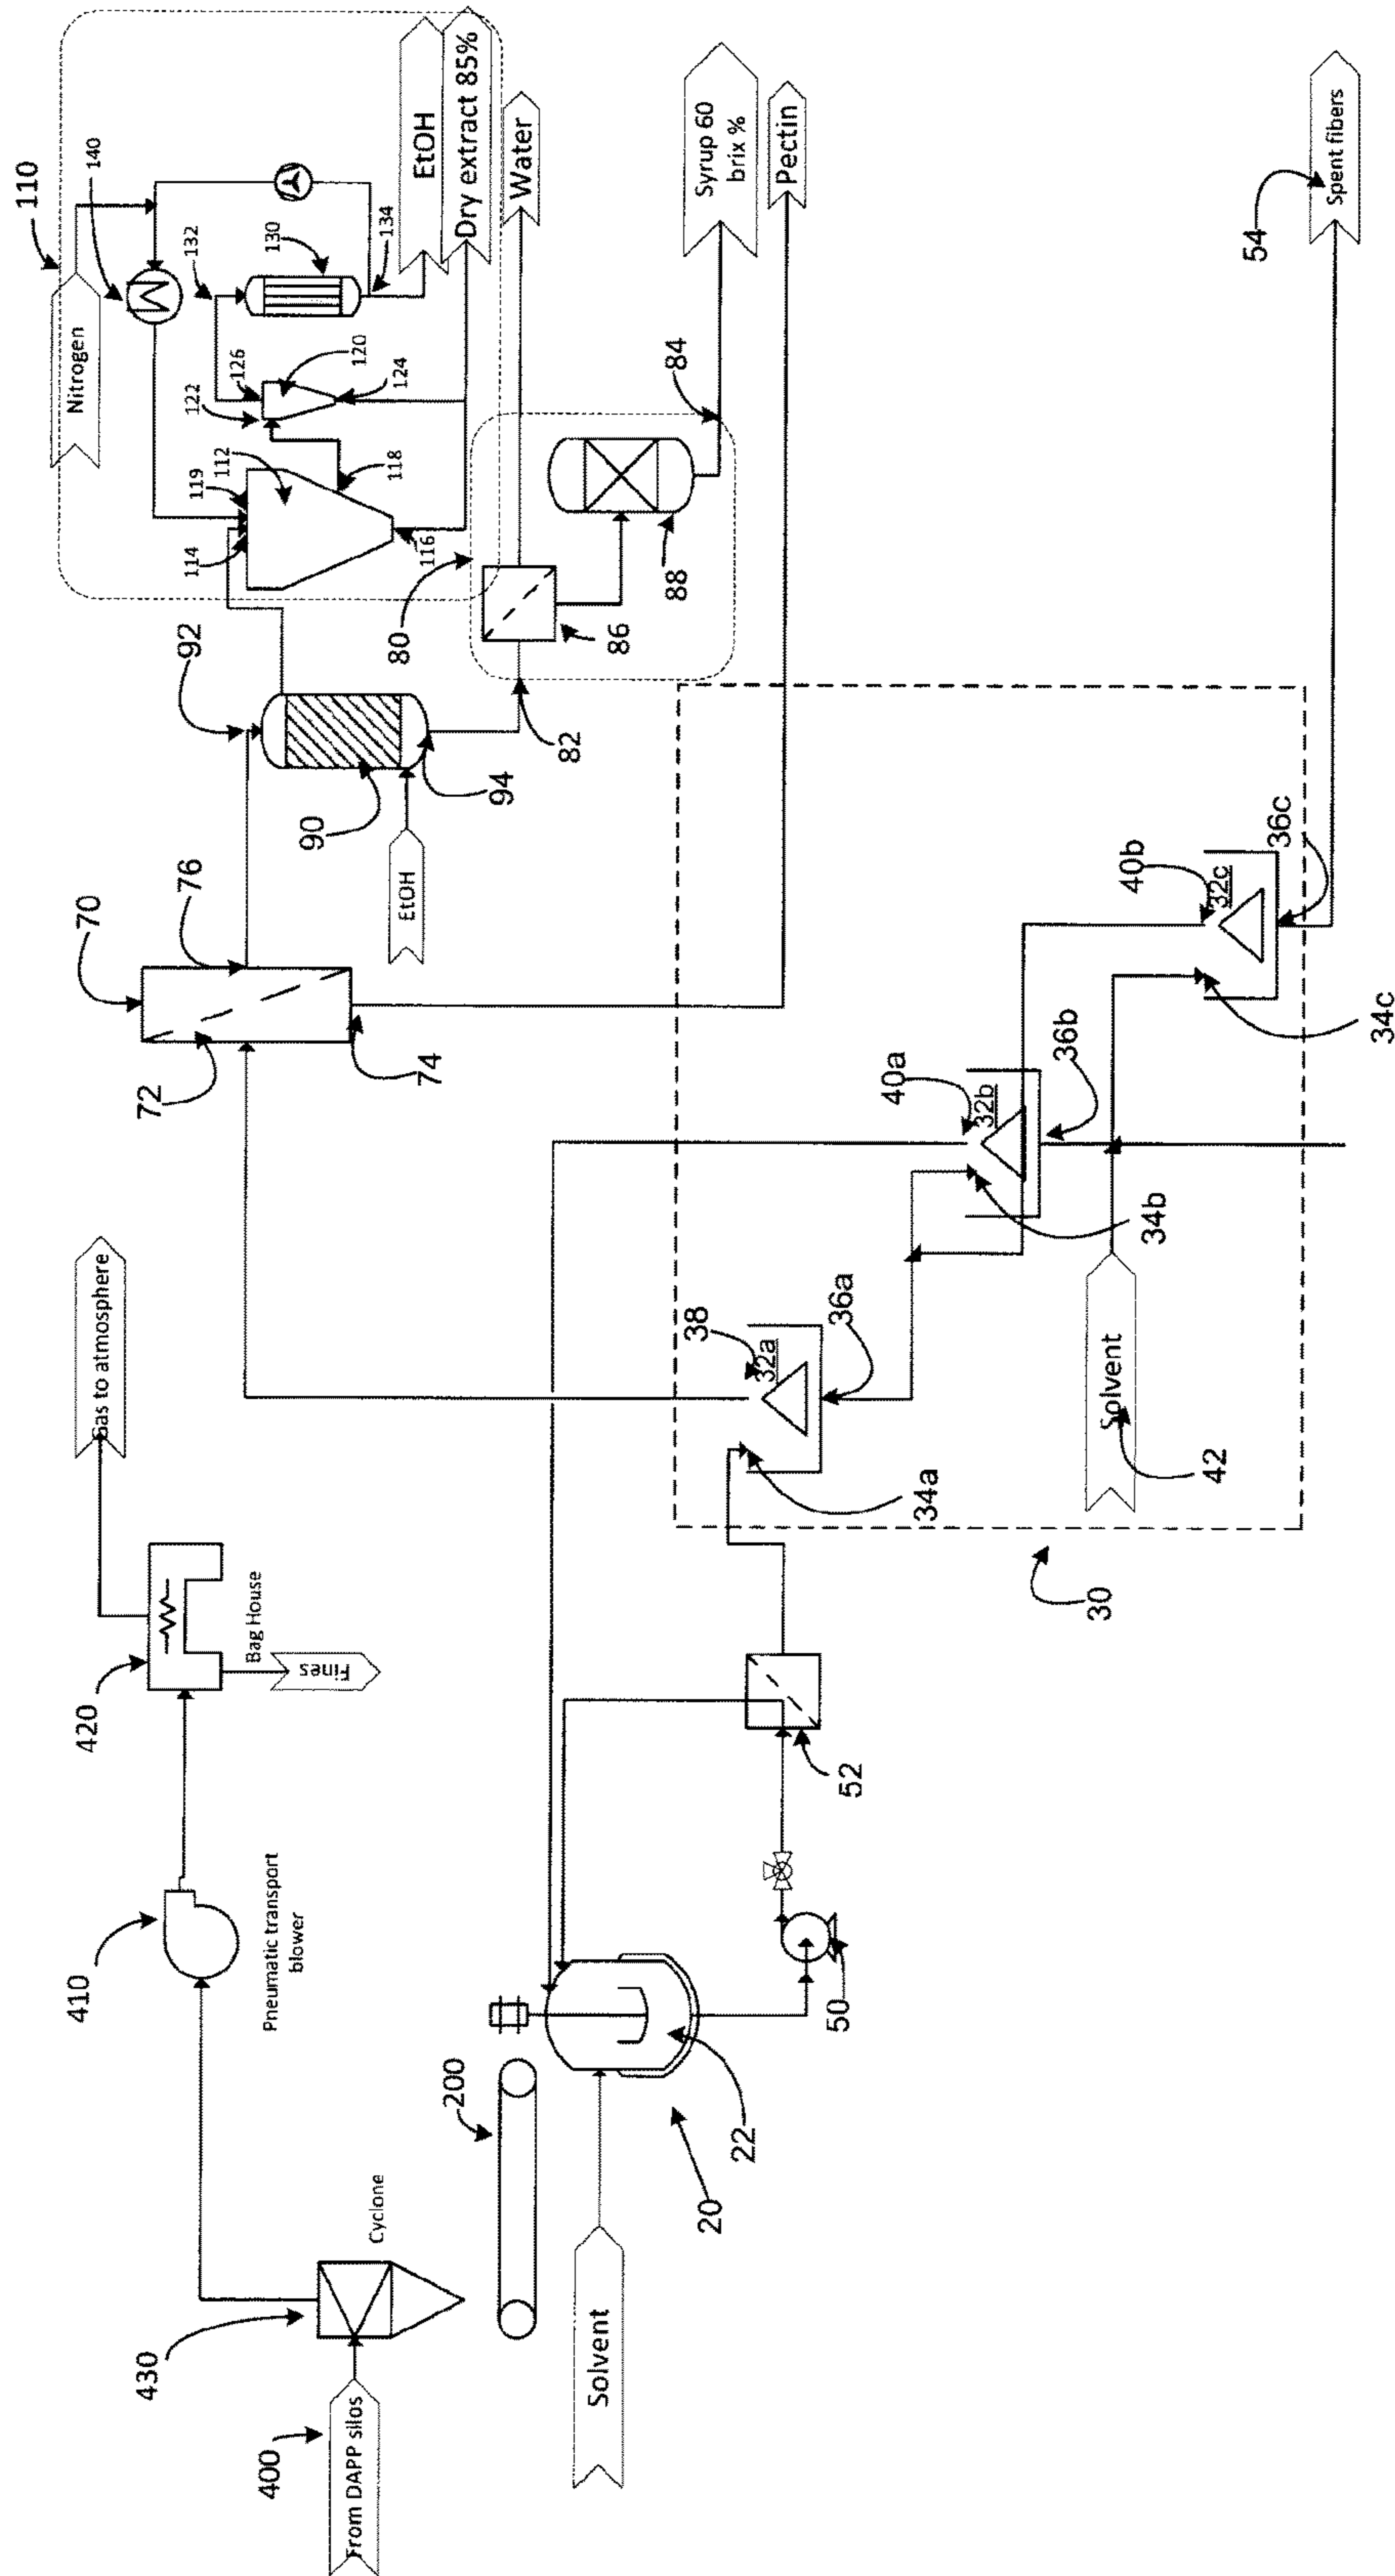 From DAPP silos
400
430
Cyclone
410
Pneumatic transport
blower
420
Bag House
Fines
Gas to atmosphere
70
72
74
76
92
90
94
EtOH
110
Nitrogen
140
132
130
134
126
122
120
124
119
112
114
118
116
EtOH
Dry extract 85%
Water
80
82
86
88
84
Syrup 60
brix %
Pectin
200
Solvent
20
22
50
52
30
34a
38
32a
36a
40a
32b
34b
36b
Solvent
42
40b
32c
34c
36c
54
Spent fibers